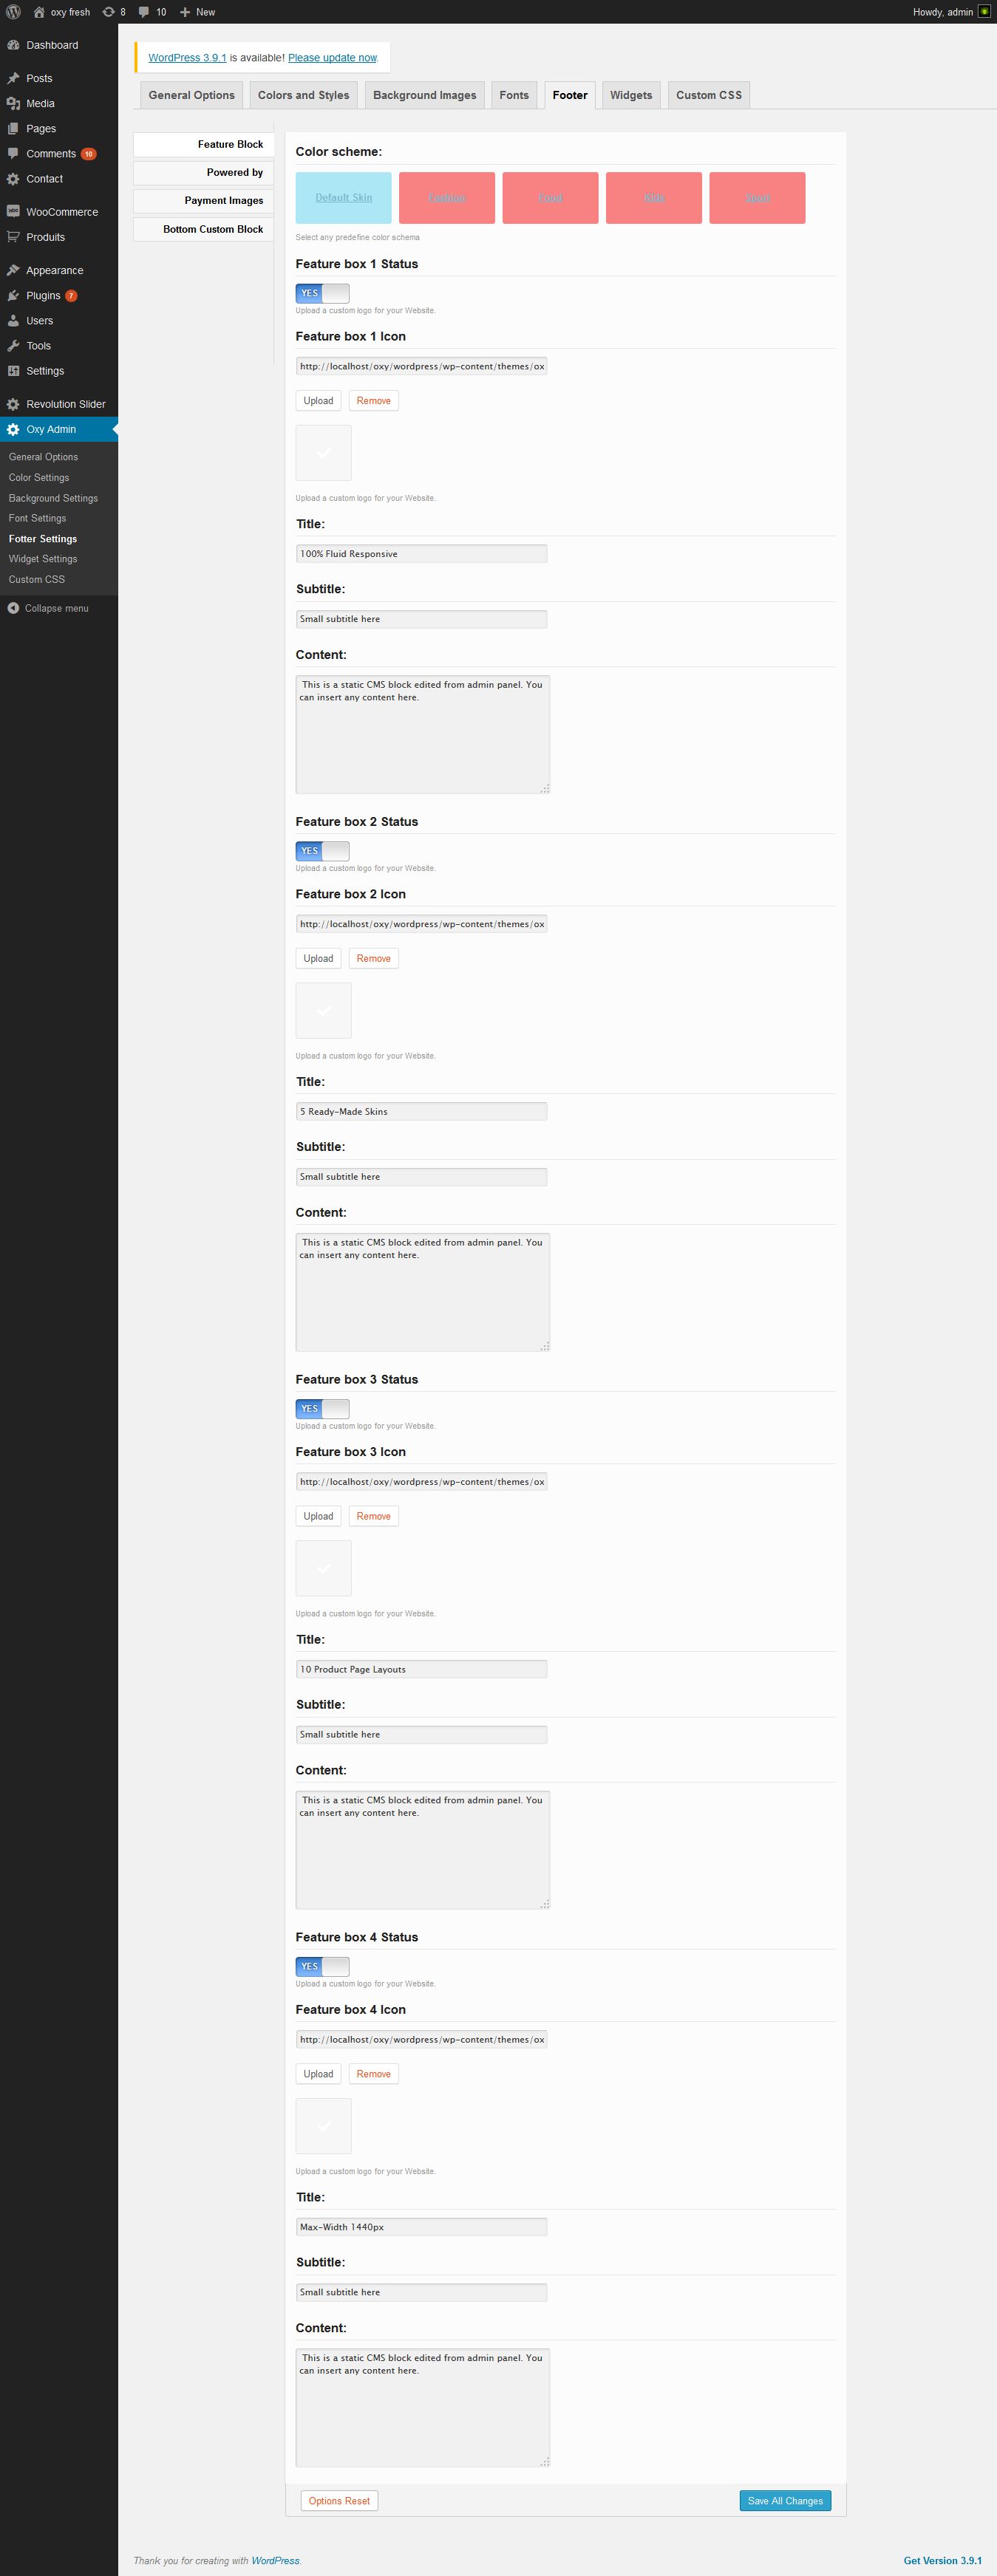 oxy fresh 8 10 New Howdy, admin
Dashboard
Posts
Media
Pages
Comments 10
Contact
WooCommerce
Produits
Appearance
Plugins 7
Users
Tools
Settings
Revolution Slider
Oxy Admin
General Options
Color Settings
Background Settings
Font Settings
Fotter Settings
Widget Settings
Custom CSS
Collapse menu
WordPress 3.9.1 is available! Please update now.
General Options Colors and Styles Background Images Fonts Footer Widgets Custom CSS
Feature Block
Powered by
Payment Images
Bottom Custom Block
Color scheme:
Default Skin Fashion Food Kids Sport
Select any predefine color schema
Feature box 1 Status
YES
Upload a custom logo for your Website.
Feature box 1 Icon
http://localhost/oxy/wordpress/wp-content/themes/ox
Upload Remove
Upload a custom logo for your Website.
Title:
100% Fluid Responsive
Subtitle:
Small subtitle here
Content:
This is a static CMS block edited from admin panel. You
can insert any content here.
Feature box 2 Status
YES
Upload a custom logo for your Website.
Feature box 2 Icon
http://localhost/oxy/wordpress/wp-content/themes/ox
Upload Remove
Upload a custom logo for your Website.
Title:
5 Ready-Made Skins
Subtitle:
Small subtitle here
Content:
This is a static CMS block edited from admin panel. You
can insert any content here.
Feature box 3 Status
YES
Upload a custom logo for your Website.
Feature box 3 Icon
http://localhost/oxy/wordpress/wp-content/themes/ox
Upload Remove
Upload a custom logo for your Website.
Title:
10 Product Page Layouts
Subtitle:
Small subtitle here
Content:
This is a static CMS block edited from admin panel. You
can insert any content here.
Feature box 4 Status
YES
Upload a custom logo for your Website.
Feature box 4 Icon
http://localhost/oxy/wordpress/wp-content/themes/ox
Upload Remove
Upload a custom logo for your Website.
Title:
Max-Width 1440px
Subtitle:
Small subtitle here
Content:
This is a static CMS block edited from admin panel. You
can insert any content here.
Options Reset Save All Changes
Thank you for creating with WordPress. Get Version 3.9.1